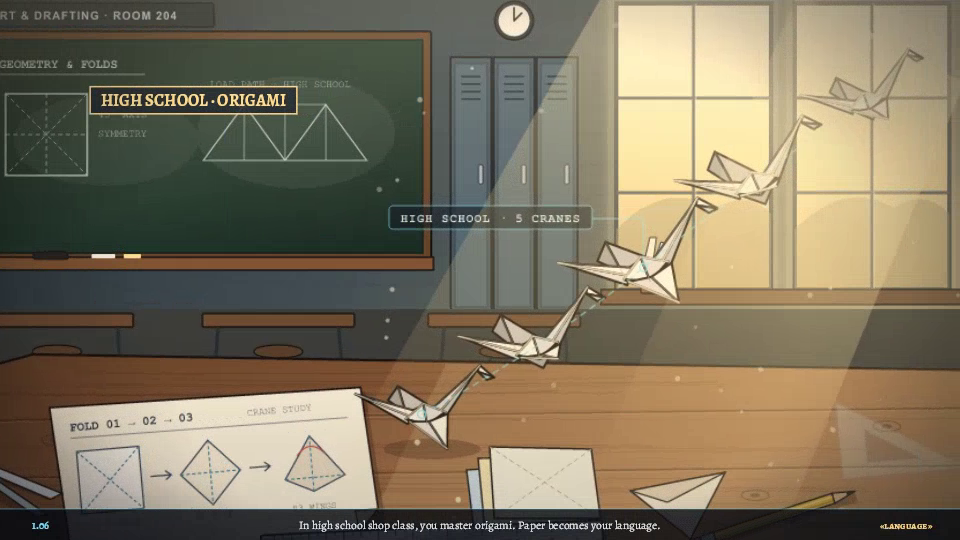 RT & DRAFTING · ROOM 204
GEOMETRY & FOLDS
LOAD PATH · HIGH SCHOOL
HIGH SCHOOL · ORIGAMI
SYMMETRY
HIGH SCHOOL · 5 CRANES
FOLD 01 → 02 → 03
CRANE STUDY
WINGS
1.06
In high school shop class, you master origami. Paper becomes your language.
«LANGUAGE»